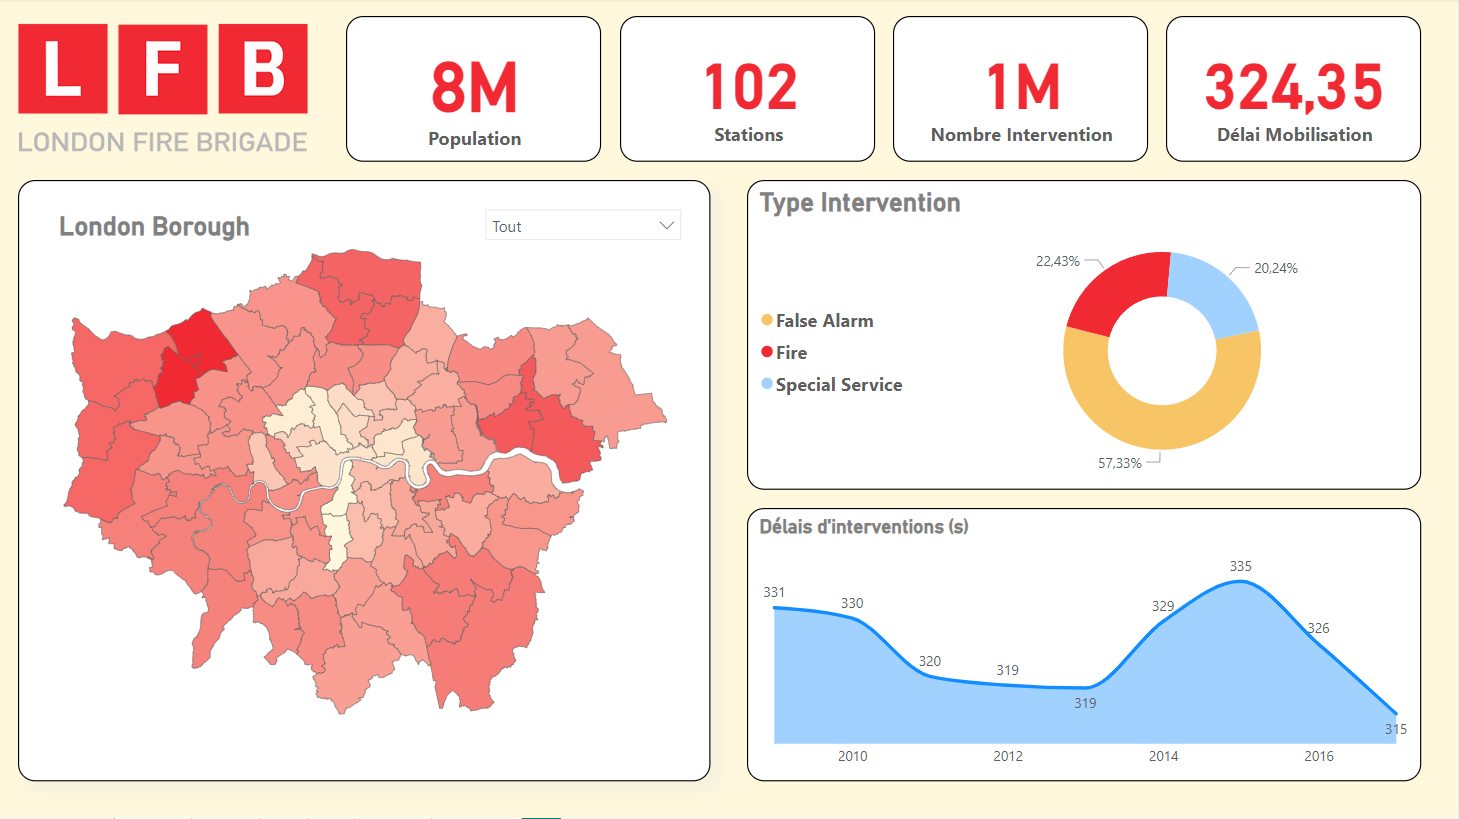 L F B
LONDON FIRE BRIGADE
8M
Population
102
Stations
1M
Nombre Intervention
324,35
Délai Mobilisation
London Borough
Tout
Type Intervention
22,43%
20,24%
False Alarm
Fire
Special Service
57,33%
Délais d'interventions (s)
331
330
320
319
319
329
335
326
315
2010
2012
2014
2016